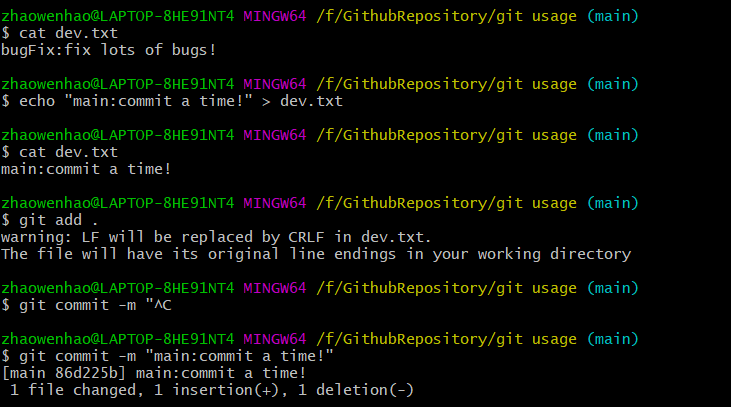 zhaowenhao@LAPTOP-8HE91NT4 MINGW64 /f/GithubRepository/git usage (main)
$ cat dev.txt
bugFix:fix lots of bugs!
zhaowenhao@LAPTOP-8HE91NT4 MINGW64 /f/GithubRepository/git usage (main)
$ echo "main:commit a time!" > dev.txt
zhaowenhao@LAPTOP-8HE91NT4 MINGW64 /f/GithubRepository/git usage (main)
$ cat dev.txt
main:commit a time!
zhaowenhao@LAPTOP-8HE91NT4 MINGW64 /f/GithubRepository/git usage (main)
$ git add .
warning: LF will be replaced by CRLF in dev.txt.
The file will have its original line endings in your working directory
zhaowenhao@LAPTOP-8HE91NT4 MINGW64 /f/GithubRepository/git usage (main)
$ git commit -m "^C
zhaowenhao@LAPTOP-8HE91NT4 MINGW64 /f/GithubRepository/git usage (main)
$ git commit -m "main:commit a time!"
[main 86d225b] main:commit a time!
 1 file changed, 1 insertion(+), 1 deletion(-)